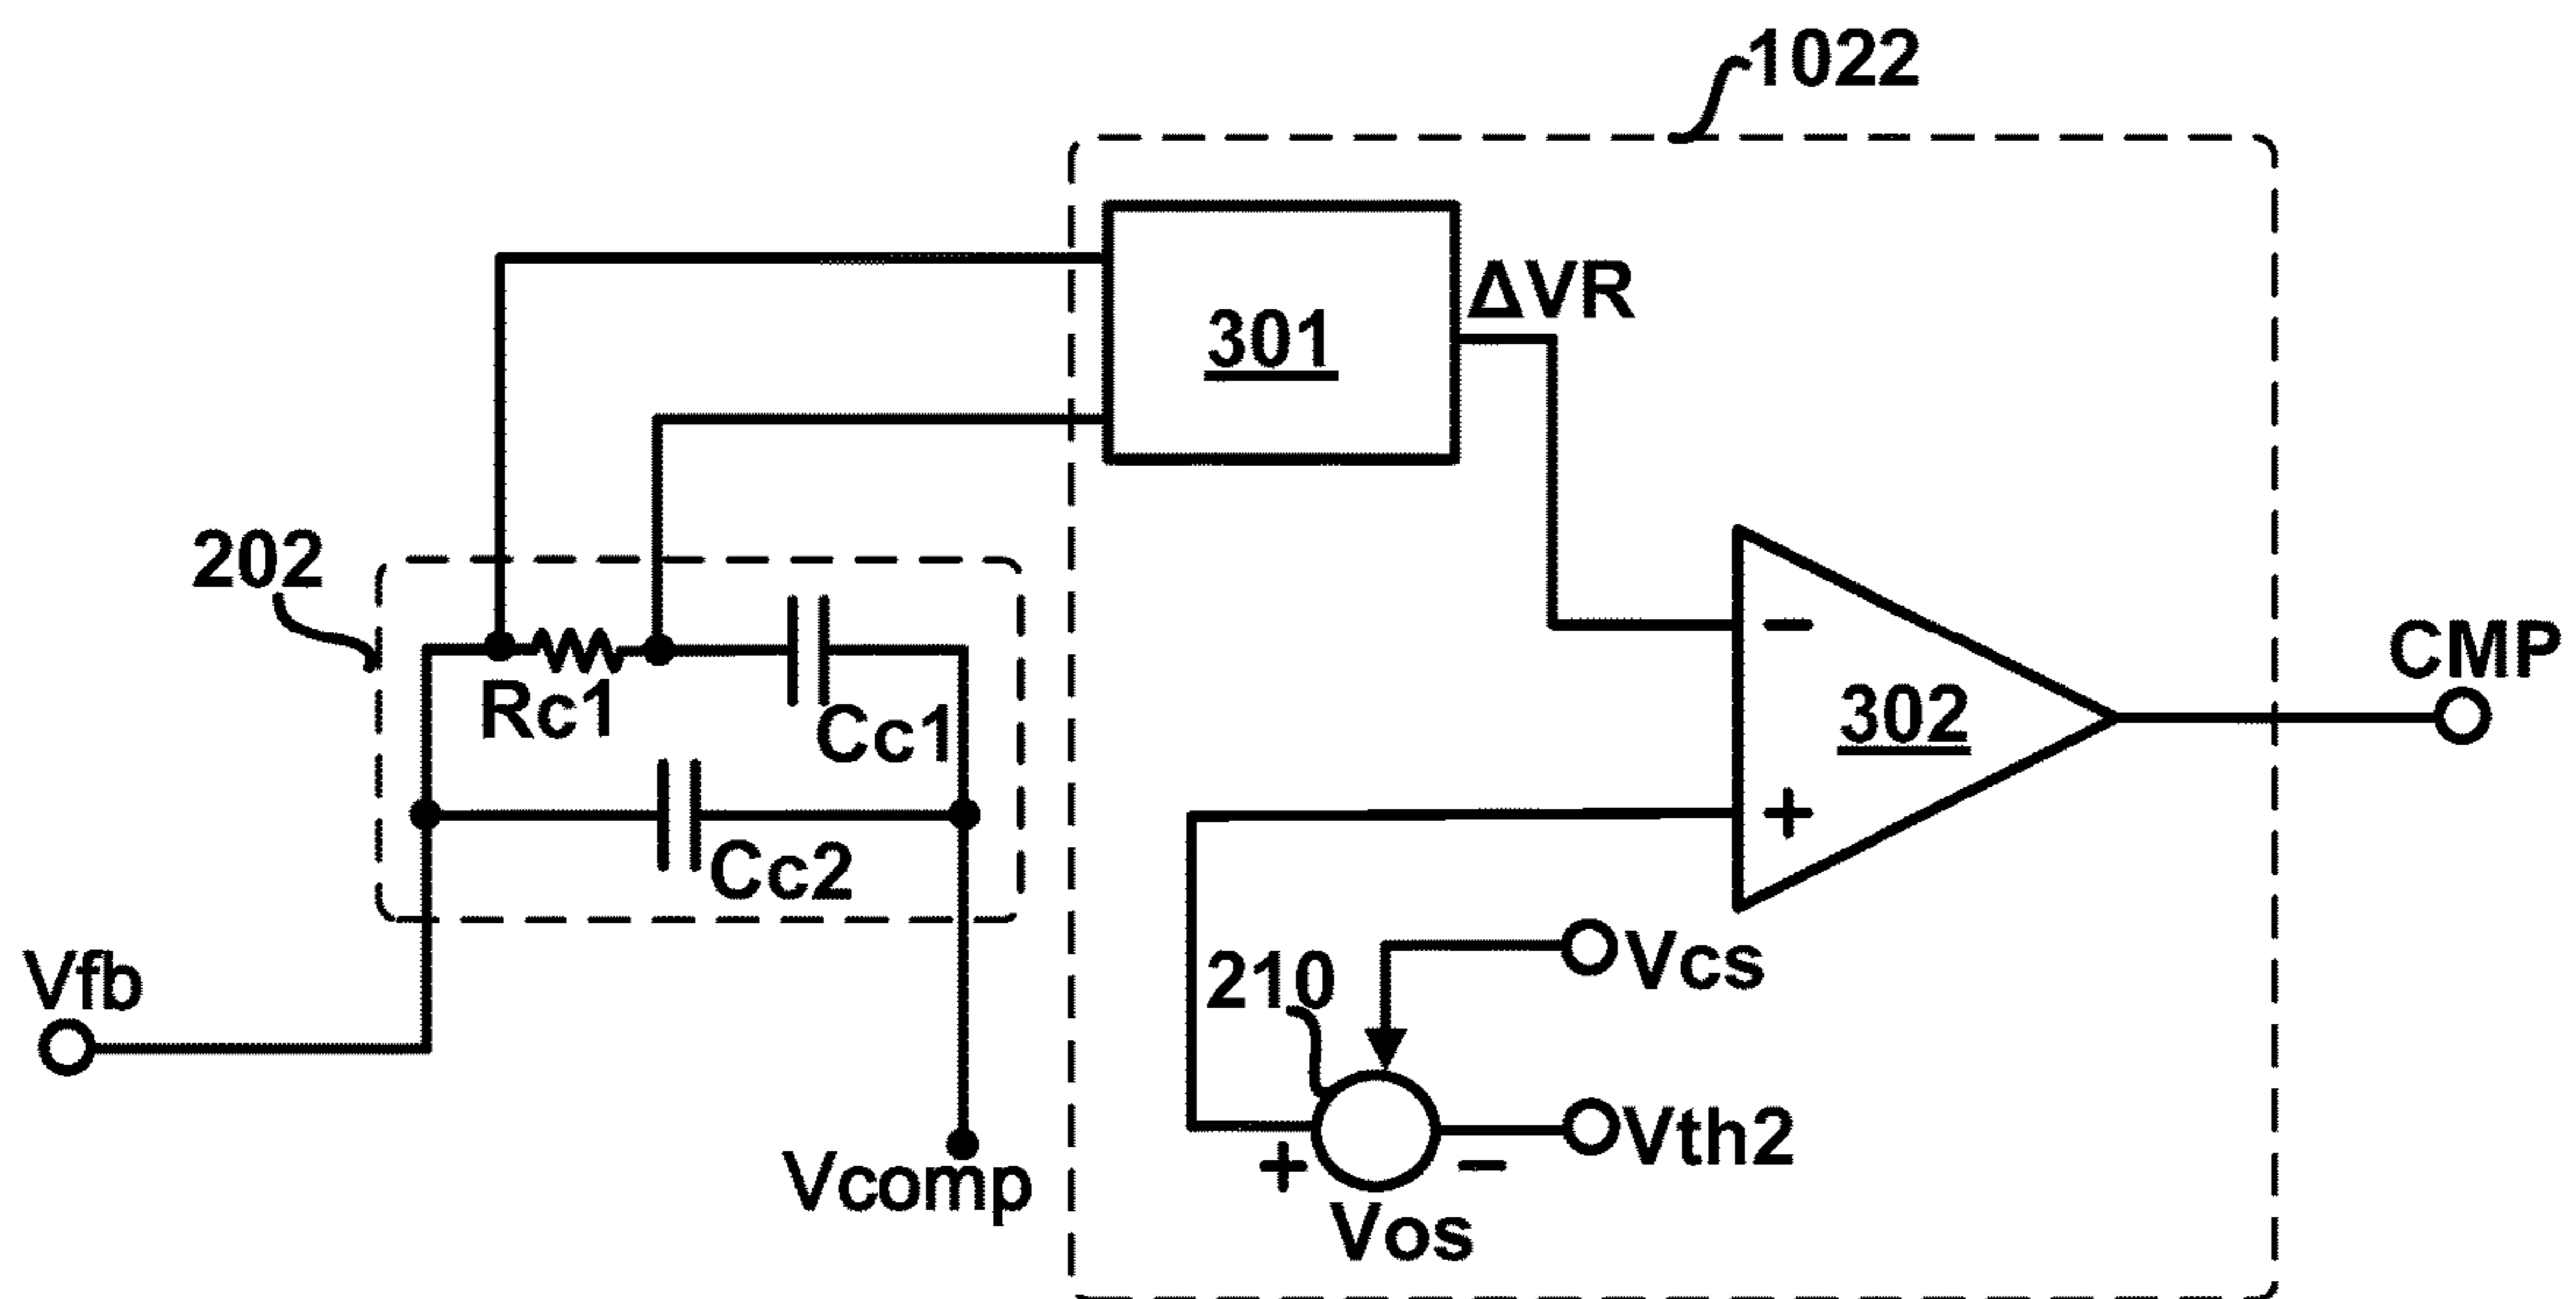 1022
ΔVR
301
202
Rc1
Cc1
−
302
CMP
+
Cc2
Vfb
Vcs
210
Vth2
+
−
Vcomp
Vos